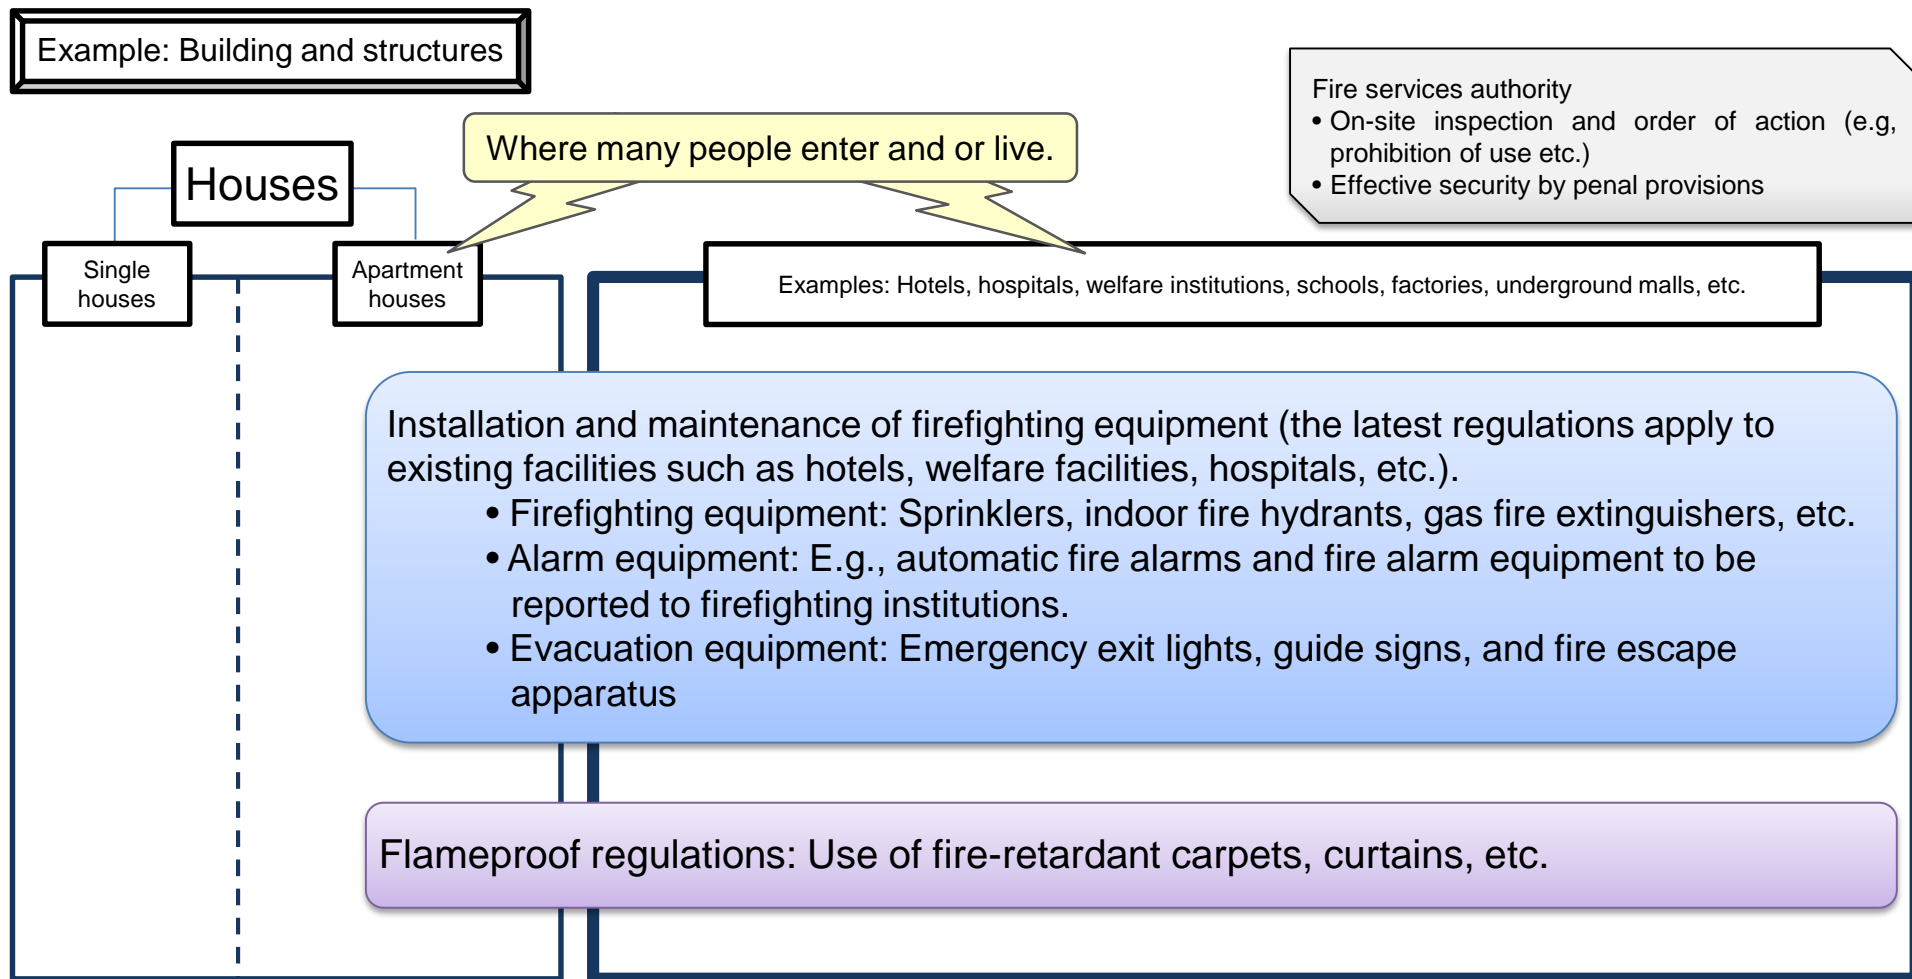 Example: Building and structures
Fire services authority
• On-site inspection and order of action (e.g,
prohibition of use etc.)
• Effective security by penal provisions
Where many people enter and or live.
Houses
Single
houses
Apartment
houses
Examples: Hotels, hospitals, welfare institutions, schools, factories, underground malls, etc.
Installation and maintenance of firefighting equipment (the latest regulations apply to
existing facilities such as hotels, welfare facilities, hospitals, etc.).
• Firefighting equipment: Sprinklers, indoor fire hydrants, gas fire extinguishers, etc.
• Alarm equipment: E.g., automatic fire alarms and fire alarm equipment to be
reported to firefighting institutions.
• Evacuation equipment: Emergency exit lights, guide signs, and fire escape
apparatus
Flameproof regulations: Use of fire-retardant carpets, curtains, etc.